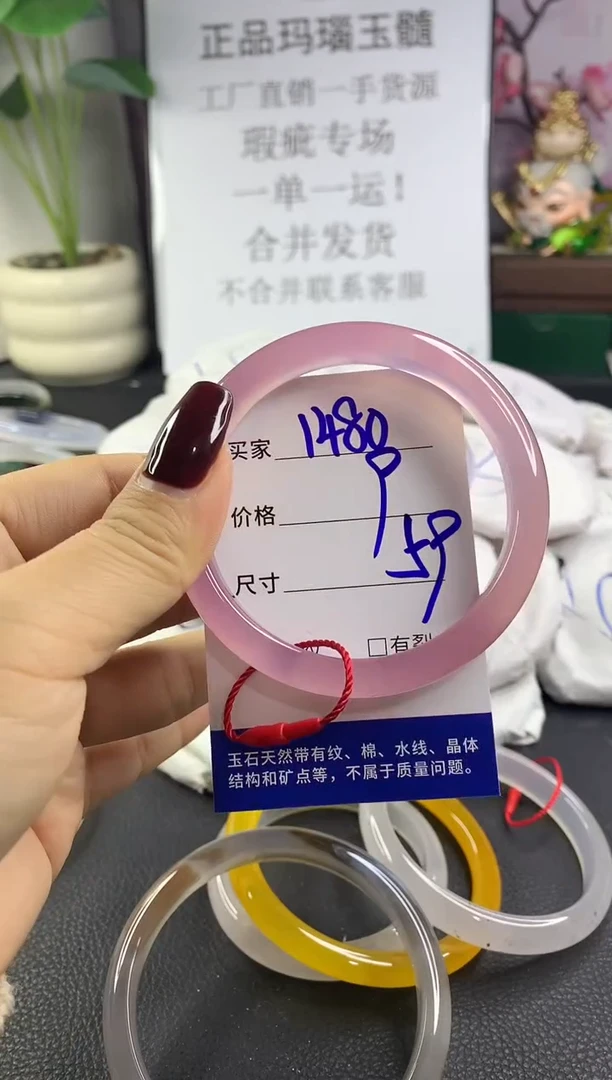 正品玛瑙玉髓
工厂直销一手货源
瑕疵专场
一单一运！
合并发货
不合并联系客服
买家 1480
价格
尺寸 59
有裂
玉石天然带有纹、棉、水线、晶体
结构和矿点等，不属于质量问题。